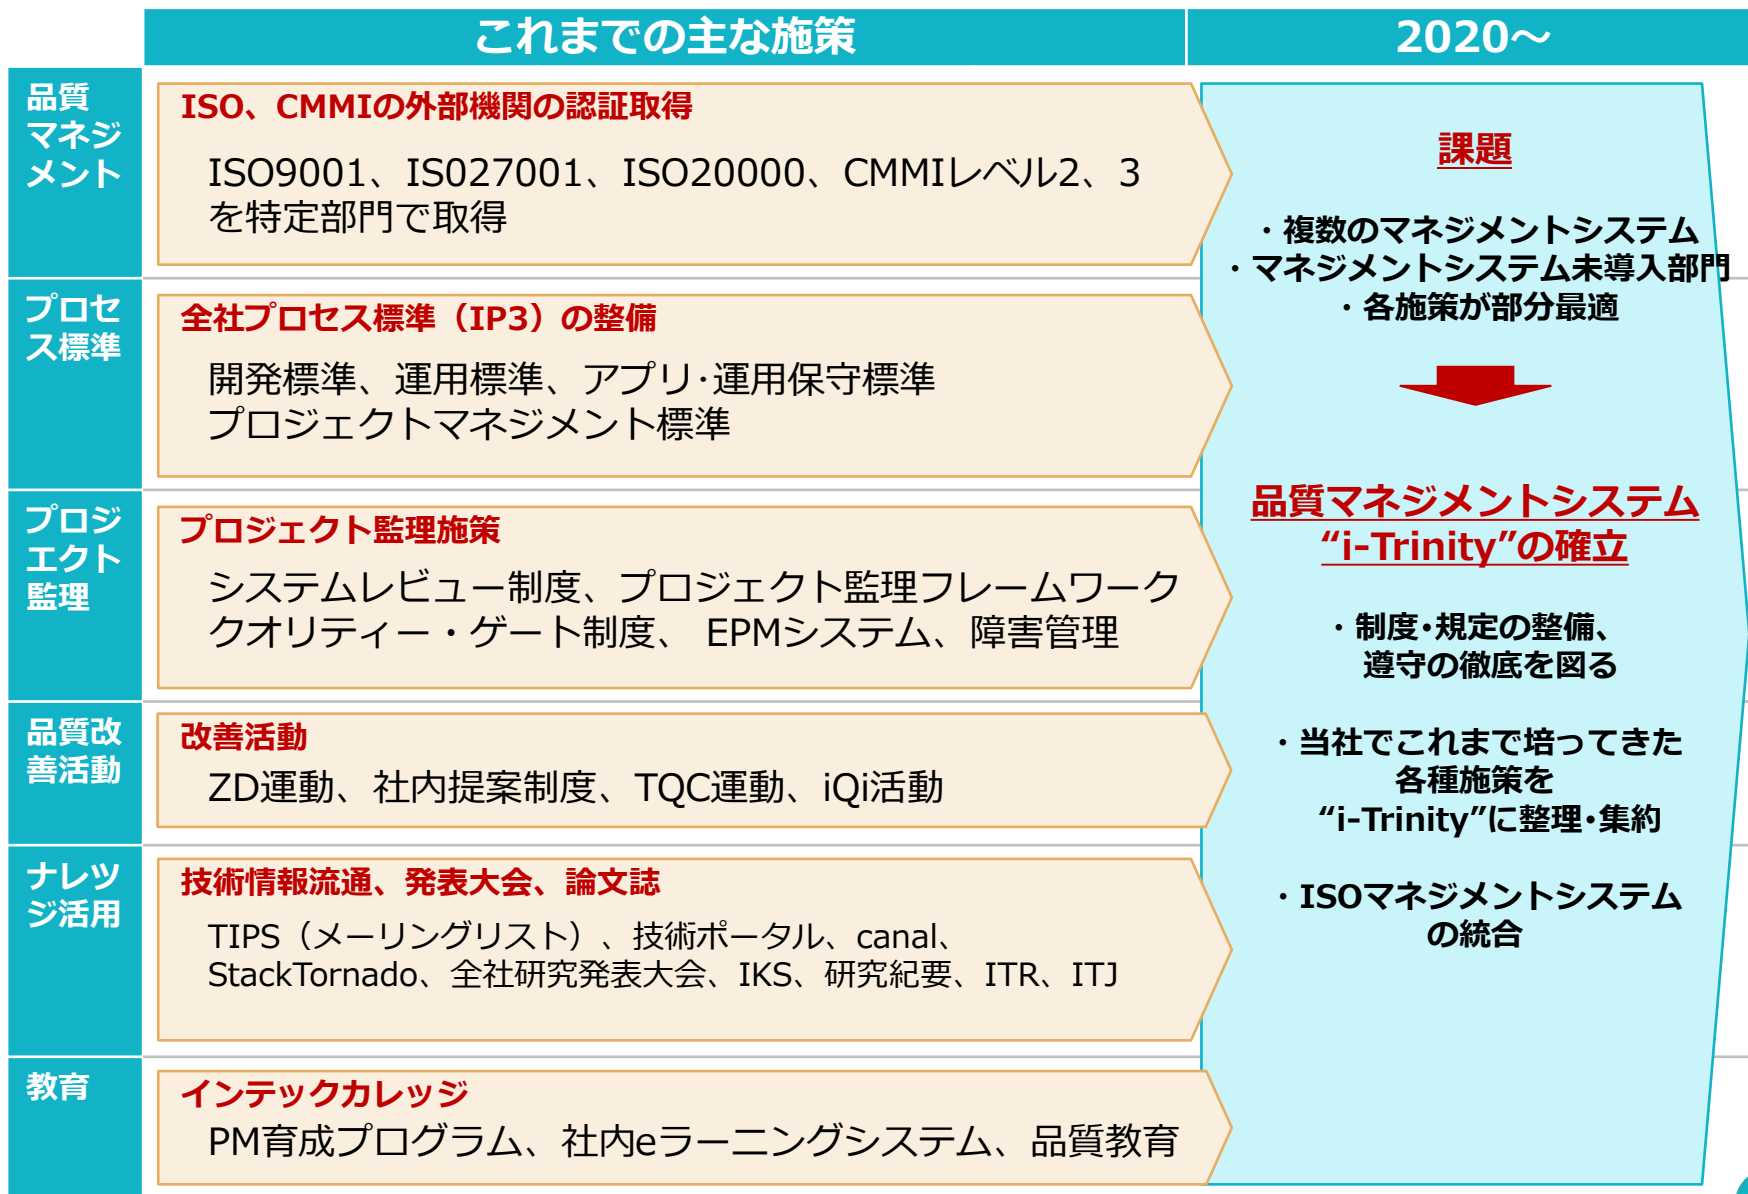 これまでの主な施策
2020～
品質
マネジ
メント
ISO、CMMIの外部機関の認証取得
ISO9001、IS027001、ISO20000、CMMIレベル2、3
を特定部門で取得
プロセ
ス標準
全社プロセス標準（IP3）の整備
開発標準、運用標準、アプリ・運用保守標準
プロジェクトマネジメント標準
プロジ
エクト
監理
プロジェクト監理施策
システムレビュー制度、プロジェクト監理フレームワーク
クオリティー・ゲート制度、 EPMシステム、障害管理
品質改
善活動
改善活動
ZD運動、社内提案制度、TQC運動、iQi活動
ナレッ
ジ活用
技術情報流通、発表大会、論文誌
TIPS（メーリングリスト）、技術ポータル、canal、
StackTornado、全社研究発表大会、IKS、研究紀要、ITR、ITJ
教育
インテックカレッジ
PM育成プログラム、社内eラーニングシステム、品質教育
課題
・複数のマネジメントシステム
・マネジメントシステム未導入部門
・各施策が部分最適
品質マネジメントシステム
“i-Trinity”の確立
・制度・規定の整備、
遵守の徹底を図る
・当社でこれまで培ってきた
各種施策を
“i-Trinity”に整理・集約
・ISOマネジメントシステム
の統合